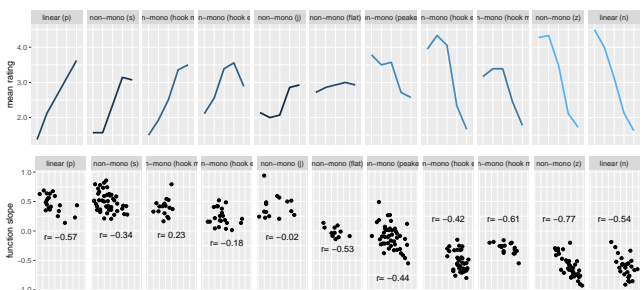 linear (p) non-mono (s) n-mono (hook m n-mono (hook e non-mono (j) non-mono (flat) on-mono (peake n-mono (hook e n-mono (hook m non-mono (z) linear (n)
mean rating
4.0
3.0
2.0
linear (p) non-mono (s) n-mono (hook m n-mono (hook e non-mono (j) non-mono (flat) on-mono (peake n-mono (hook e n-mono (hook m non-mono (z) linear (n)
function slope
1.0
0.5
0.0
-0.5
-1.0
r= -0.57
r= -0.34
r= 0.23
r= -0.18
r= -0.02
r= -0.53
r= -0.44
r= -0.42
r= -0.61
r= -0.77
r= -0.54